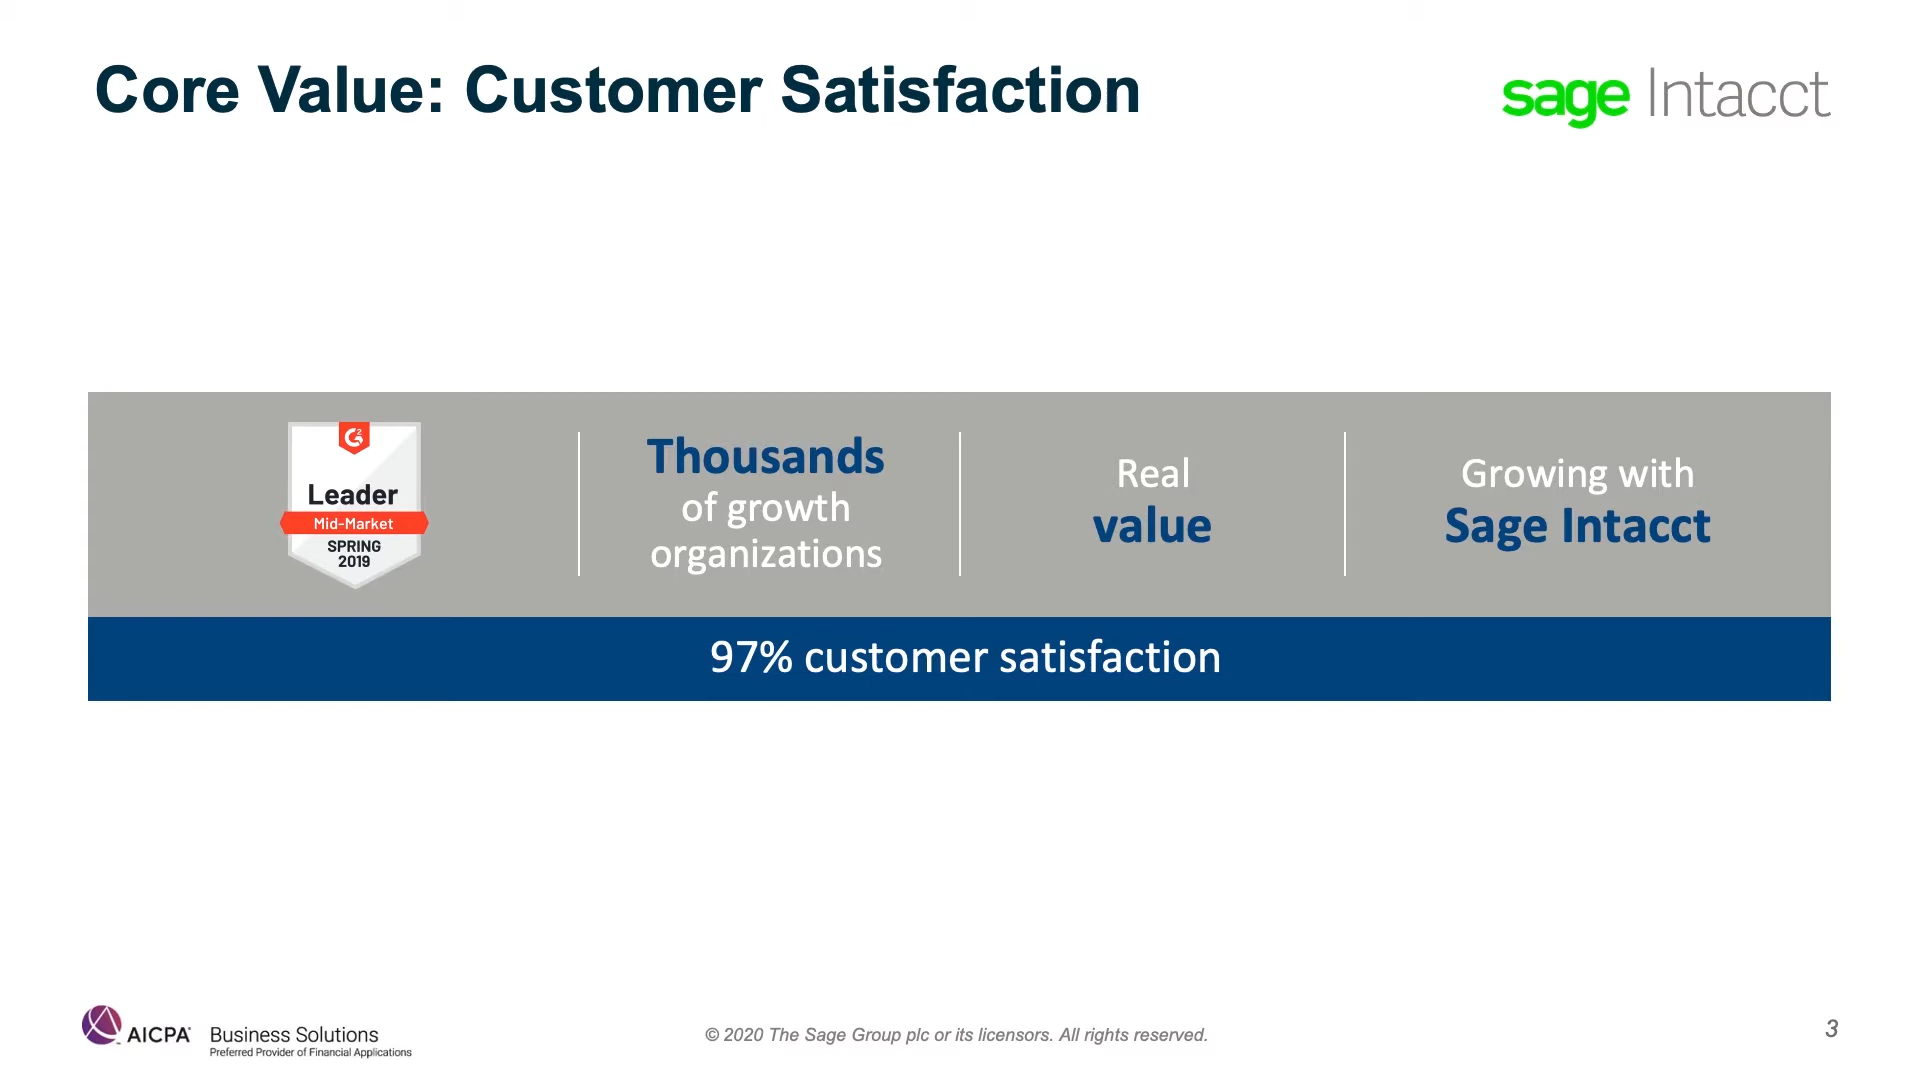 Core Value: Customer Satisfaction
sage Intacct
G2
Leader
Mid-Market
SPRING
2019
Thousands
of growth
organizations
Real
value
Growing with
Sage Intacct
97% customer satisfaction
AICPA
Business Solutions
Preferred Provider of Financial Applications
© 2020 The Sage Group plc or its licensors. All rights reserved.
3